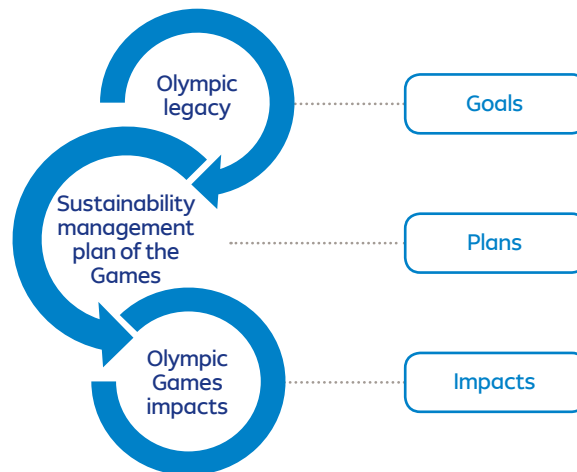 Olympic
legacy
Goals
Sustainability
management
plan of the
Games
Plans
Olympic
Games
impacts
Impacts